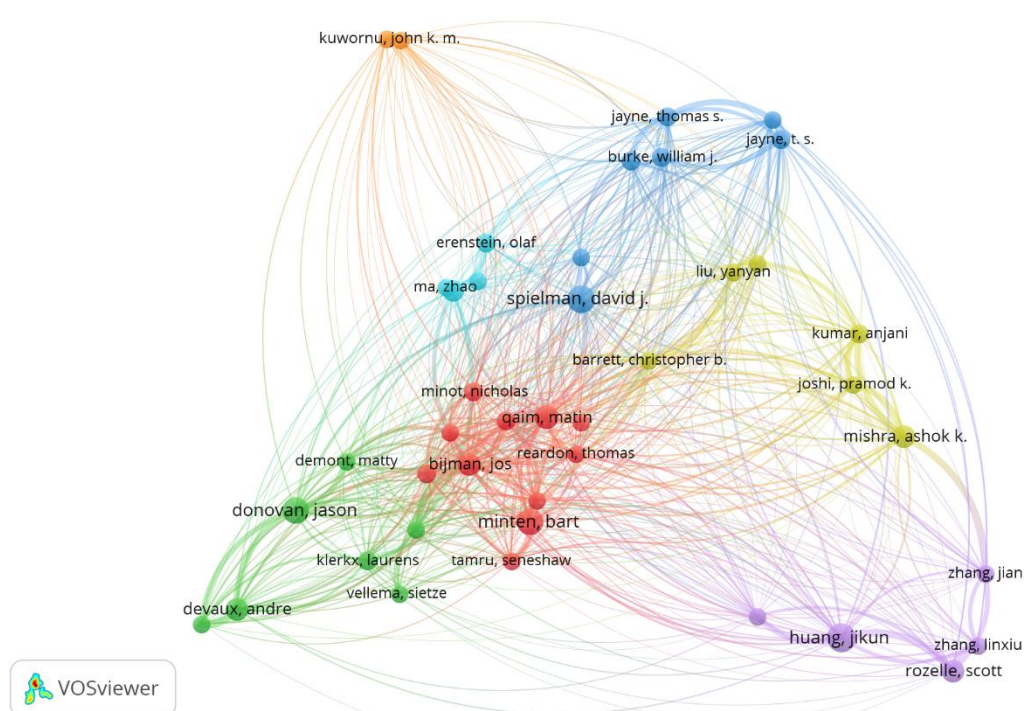 kuwornu, john k. m.
jayne, thomas s.
jayne, t. s.
burke, william j.
erenstein, olaf
liu, yanyan
ma, zhao
spielman, david j.
kumar, anjani
barrett, christopher b.
joshi, pramod k.
minot, nicholas
qaim, matin
mishra, ashok k.
reardon, thomas
demont, matty
bijman, jos
donovan, jason
minten, bart
klerkx, laurens
tamru, seneshaw
zhang, jian
vellema, sietze
devaux, andre
huang, jikun
zhang, linxiu
rozelle, scott
VOSviewer